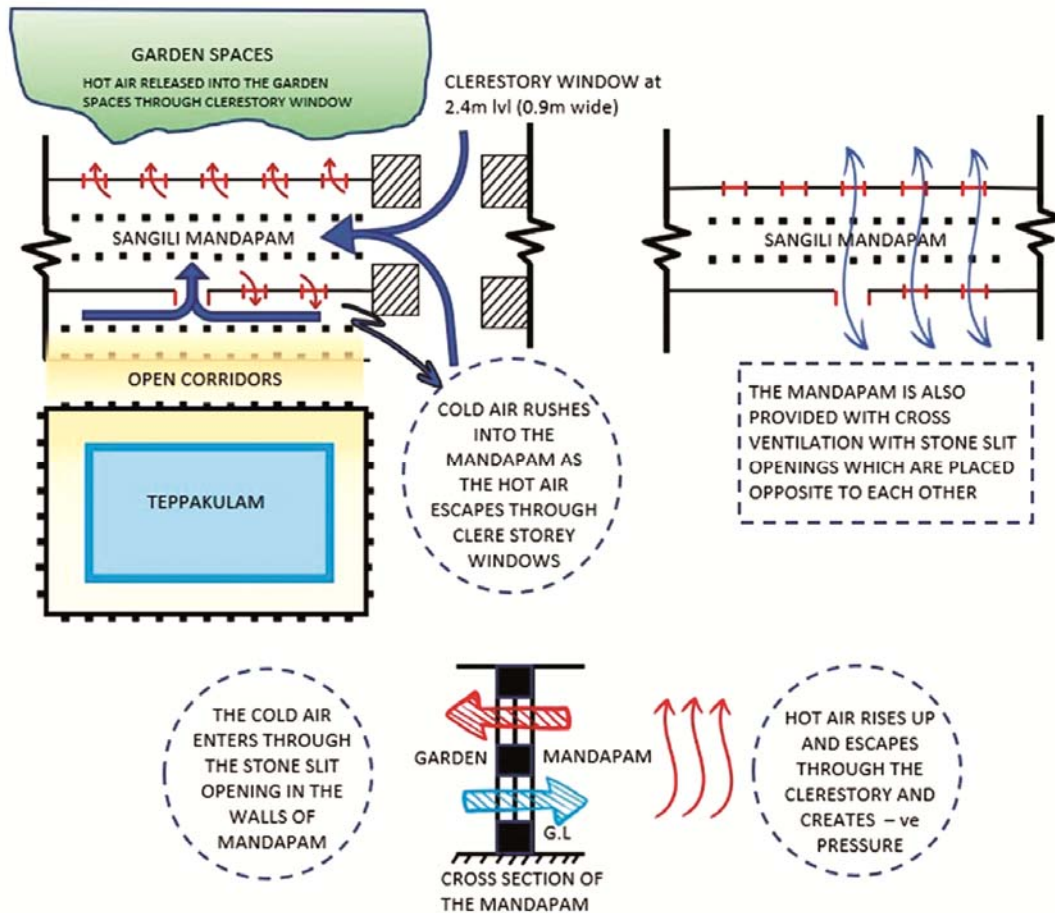 GARDEN SPACES
HOT AIR RELEASED INTO THE GARDEN
SPACES THROUGH CLERESTORY WINDOW
CLERESTORY WINDOW at
2.4m lvl (0.9m wide)
SANGILI MANDAPAM
OPEN CORRIDORS
TEPPAKULAM
COLD AIR RUSHES
INTO THE
MANDAPAM AS
THE HOT AIR
ESCAPES THROUGH
CLERE STOREY
WINDOWS
SANGILI MANDAPAM
THE MANDAPAM IS ALSO
PROVIDED WITH CROSS
VENTILATION WITH STONE SLIT
OPENINGS WHICH ARE PLACED
OPPOSITE TO EACH OTHER
THE COLD AIR
ENTERS THROUGH
THE STONE SLIT
OPENING IN THE
WALLS OF
MANDAPAM
GARDEN
MANDAPAM
G.L
CROSS SECTION OF
THE MANDAPAM
HOT AIR RISES UP
AND ESCAPES
THROUGH THE
CLERESTORY AND
CREATES – ve
PRESSURE